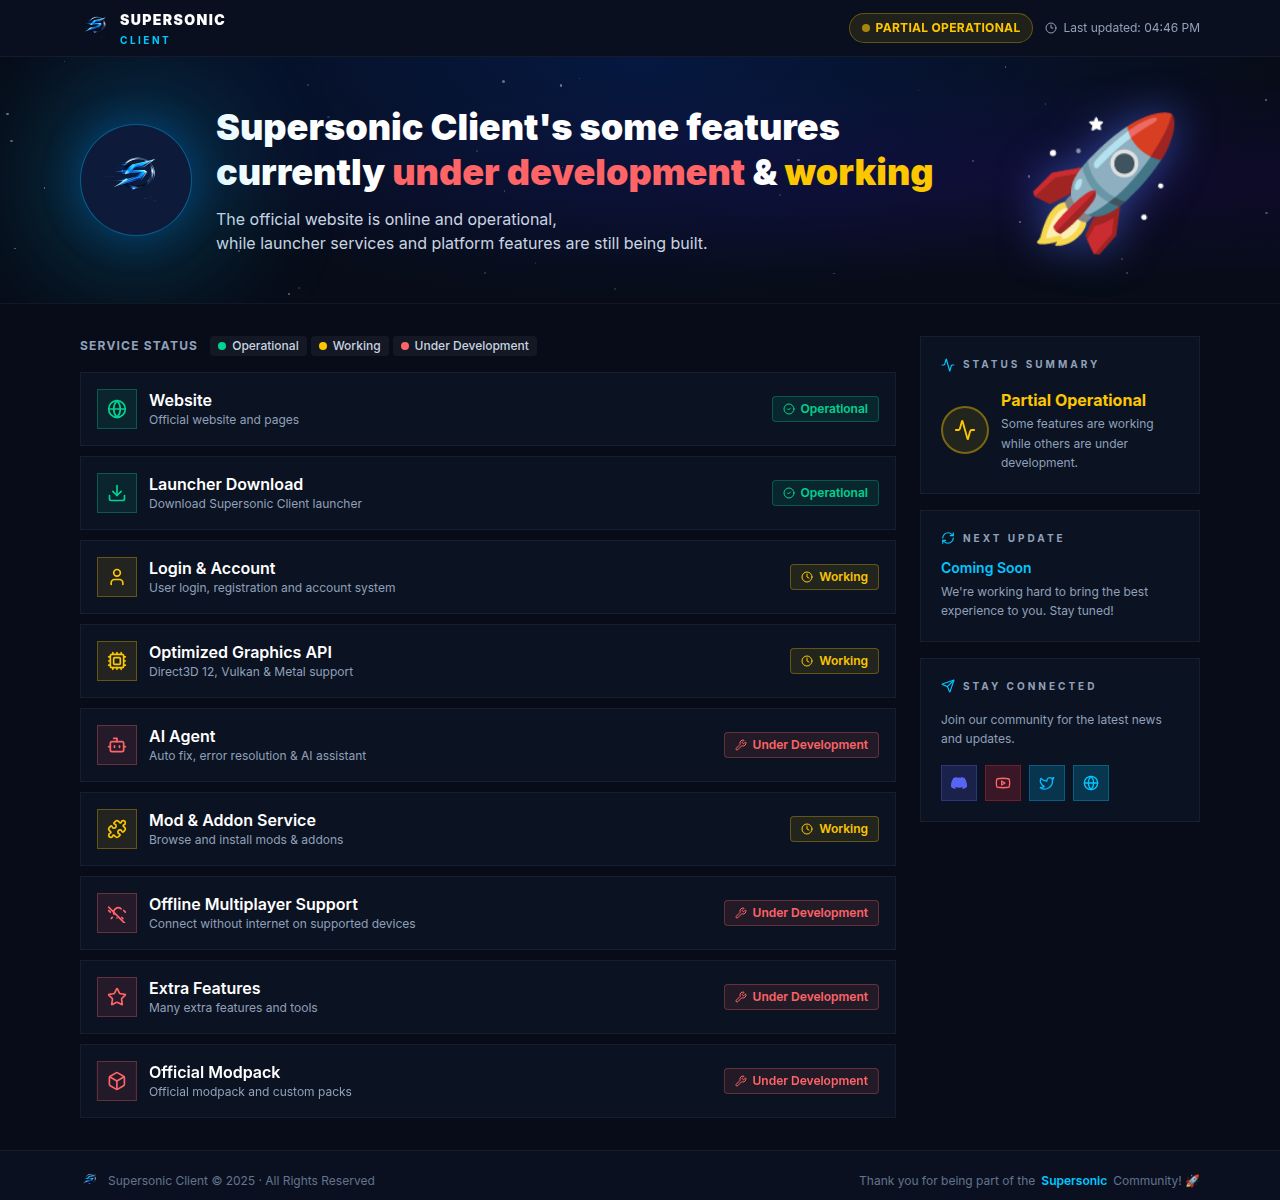 SUPERSONIC
CLIENT
PARTIAL OPERATIONAL
Last updated: 04:46 PM
Supersonic Client's some features
currently under development & working
The official website is online and operational,
while launcher services and platform features are still being built.
SERVICE STATUS
Operational
Working
Under Development
Website
Official website and pages
Operational
Launcher Download
Download Supersonic Client launcher
Operational
Login & Account
User login, registration and account system
Working
Optimized Graphics API
Direct3D 12, Vulkan & Metal support
Working
AI Agent
Auto fix, error resolution & AI assistant
Under Development
Mod & Addon Service
Browse and install mods & addons
Working
Offline Multiplayer Support
Connect without internet on supported devices
Under Development
Extra Features
Many extra features and tools
Under Development
Official Modpack
Official modpack and custom packs
Under Development
STATUS SUMMARY
Partial Operational
Some features are working
while others are under
development.
NEXT UPDATE
Coming Soon
We're working hard to bring the best
experience to you. Stay tuned!
STAY CONNECTED
Join our community for the latest news
and updates.
Supersonic Client © 2025 · All Rights Reserved
Thank you for being part of the Supersonic Community! 🚀